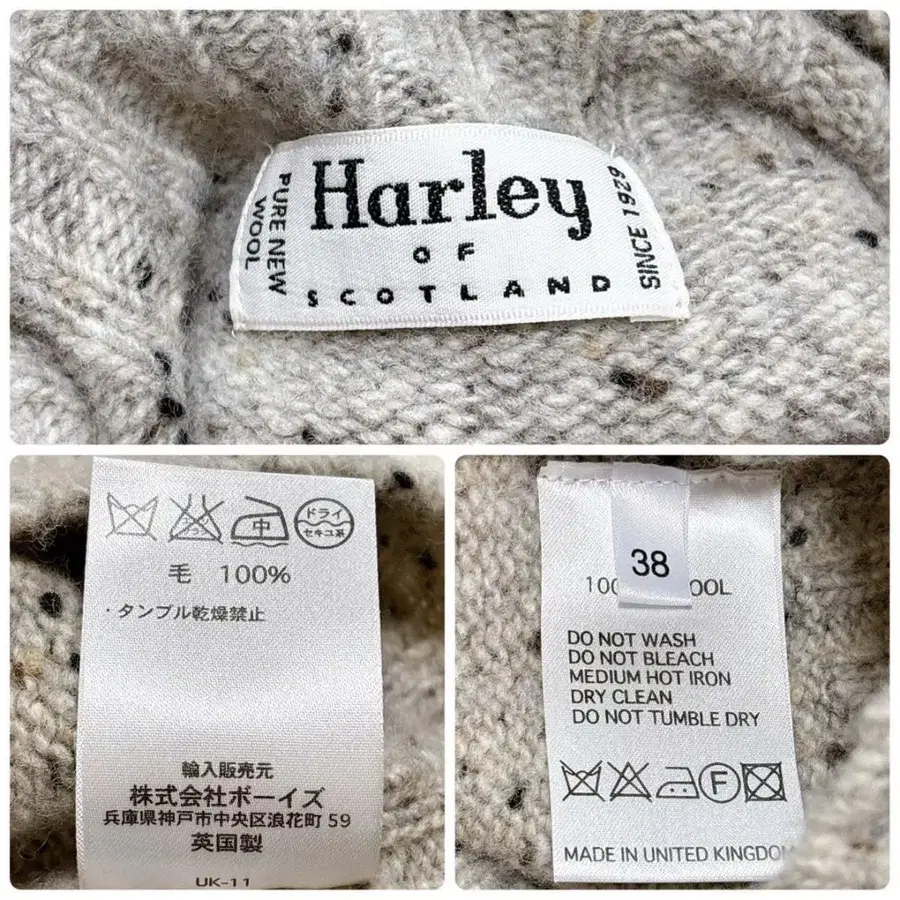 Harley
OF
SCOTLAND
PURE NEW
WOOL
SINCE 1929
中
ドライ
セキユ系
毛 100%
・タンブル乾燥禁止
輸入販売元
株式会社ボーイズ
兵庫県神戸市中央区浪花町 59
英国製
UK-11
38
100 OOL
DO NOT WASH
DO NOT BLEACH
MEDIUM HOT IRON
DRY CLEAN
DO NOT TUMBLE DRY
F
MADE IN UNITED KINGDOM